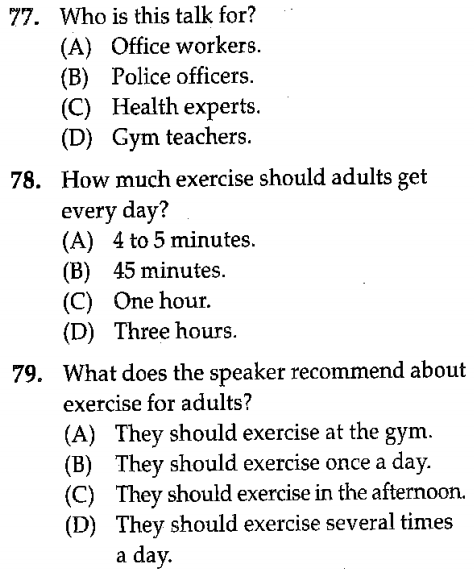 77. Who is this talk for?
(A) Office workers.
(B) Police officers.
(C) Health experts.
(D) Gym teachers.
78. How much exercise should adults get
every day?
(A) 4 to 5 minutes.
(B) 45 minutes.
(C) One hour.
(D) Three hours.
79. What does the speaker recommend about
exercise for adults?
(A) They should exercise at the gym.
(B) They should exercise once a day.
(C) They should exercise in the afternoon.
(D) They should exercise several times
a day.